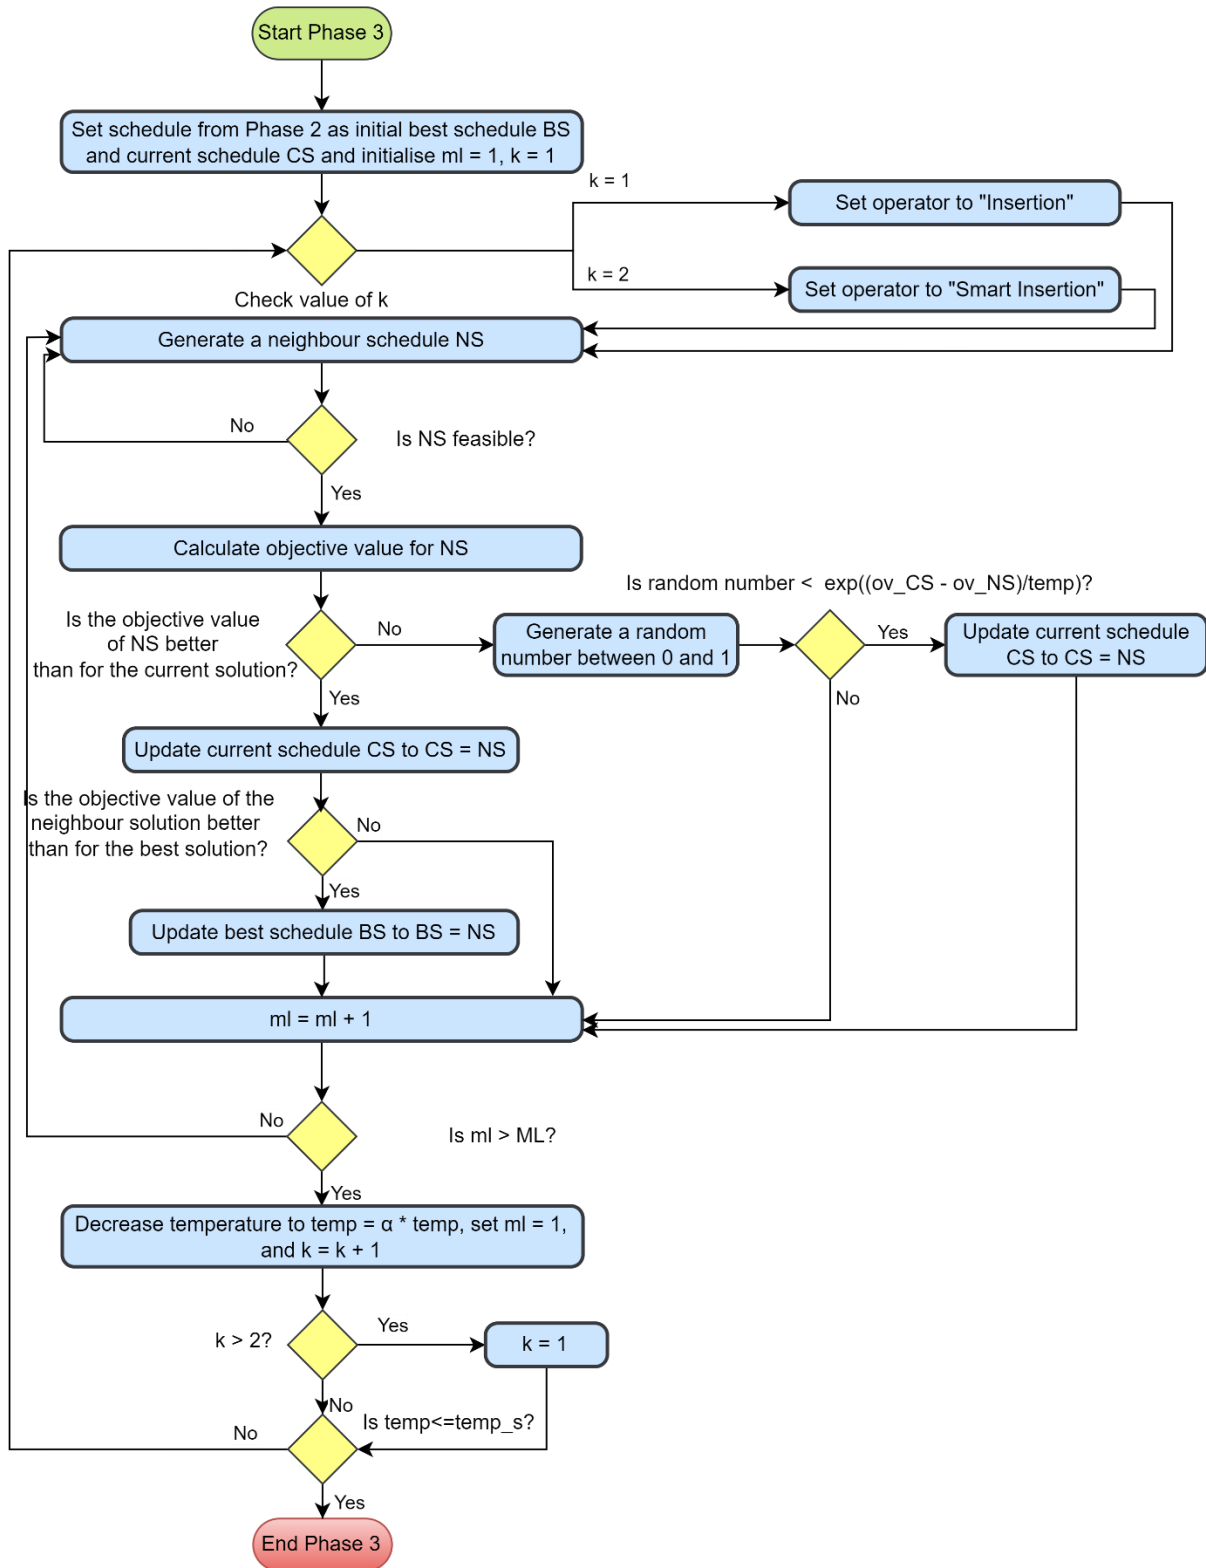 Start Phase 3
Set schedule from Phase 2 as initial best schedule BS
and current schedule CS and initialise ml = 1, k = 1
k = 1
Set operator to "Insertion"
k = 2
Set operator to "Smart Insertion"
Check value of k
Generate a neighbour schedule NS
No
Is NS feasible?
Yes
Calculate objective value for NS
Is random number <  exp((ov_CS - ov_NS)/temp)?
Is the objective value
of NS better
than for the current solution?
No
Generate a random
number between 0 and 1
Yes
Update current schedule
CS to CS = NS
No
Yes
Update current schedule CS to CS = NS
Is the objective value of the
neighbour solution better
than for the best solution?
No
Yes
Update best schedule BS to BS = NS
ml = ml + 1
No
Is ml > ML?
Yes
Decrease temperature to temp = α * temp, set ml = 1,
and k = k + 1
k > 2?
Yes
k = 1
No
Is temp<=temp_s?
No
Yes
End Phase 3